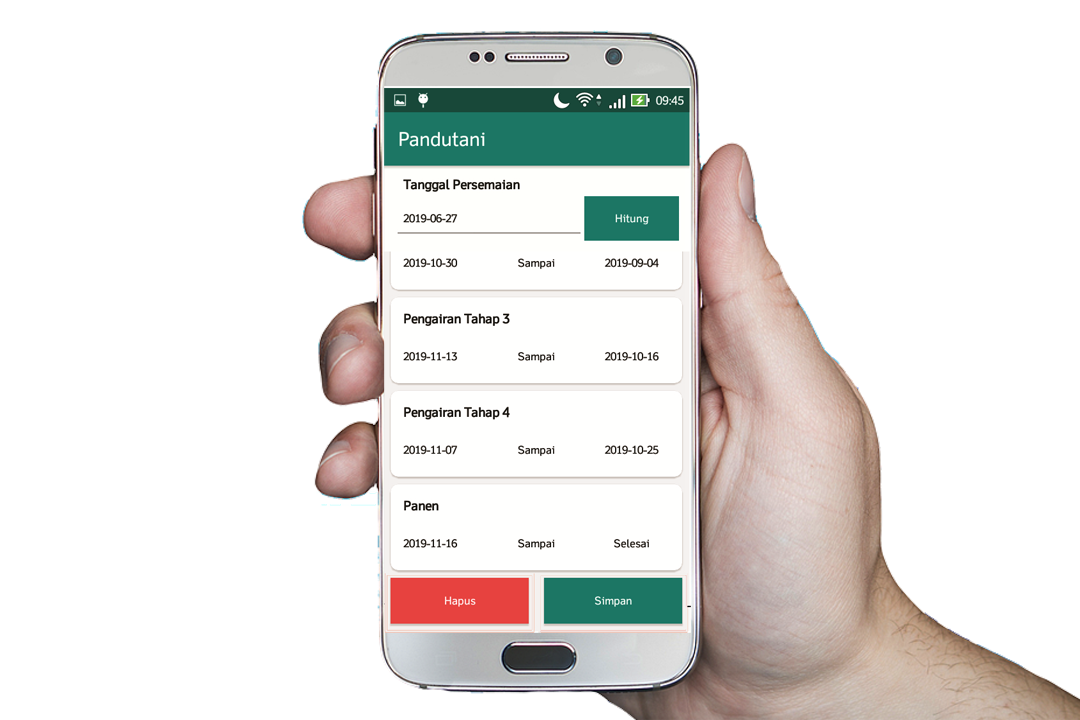 09:45
Pandutani
Tanggal Persemaian
2019-06-27 Hitung
2019-10-30 Sampai 2019-09-04
Pengairan Tahap 3
2019-11-13 Sampai 2019-10-16
Pengairan Tahap 4
2019-11-07 Sampai 2019-10-25
Panen
2019-11-16 Sampai Selesai
Hapus Simpan